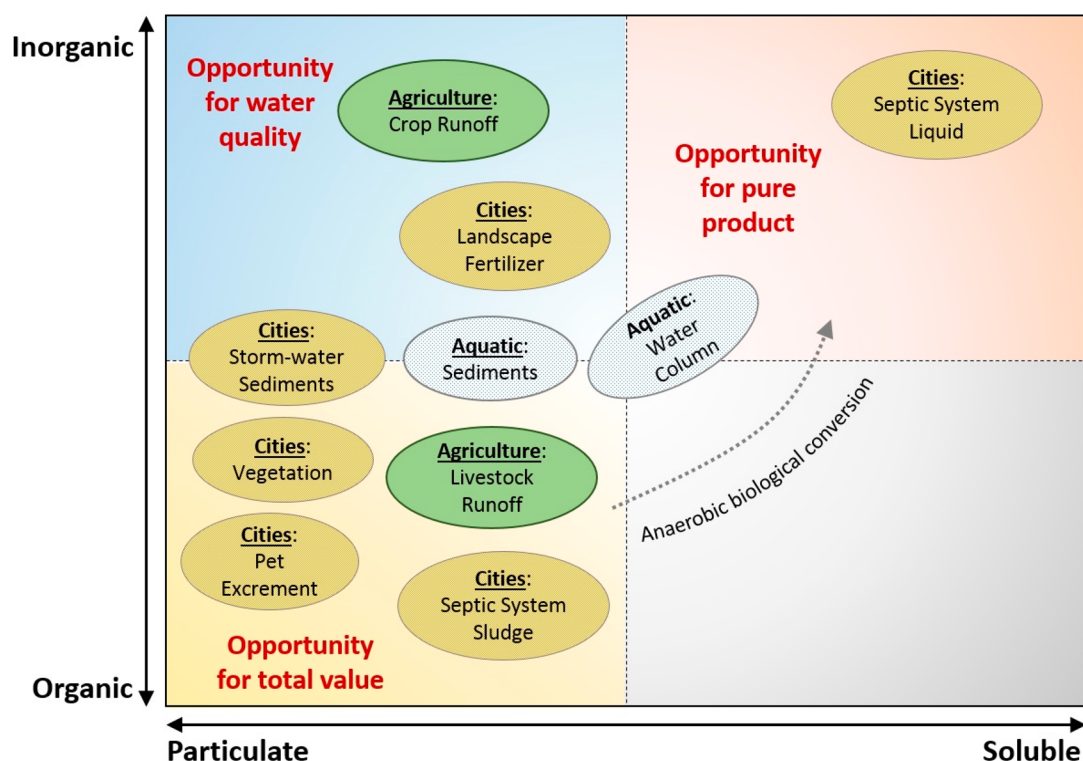 Inorganic
Opportunity
for water
quality
Agriculture:
Crop Runoff
Cities:
Septic System
Liquid
Opportunity
for pure
product
Cities:
Landscape
Fertilizer
Cities:
Storm-water
Sediments
Aquatic:
Sediments
Aquatic:
Water
Column
Cities:
Vegetation
Agriculture:
Livestock
Runoff
Anaerobic biological conversion
Cities:
Pet
Excrement
Cities:
Septic System
Sludge
Opportunity
for total value
Organic
Particulate
Soluble